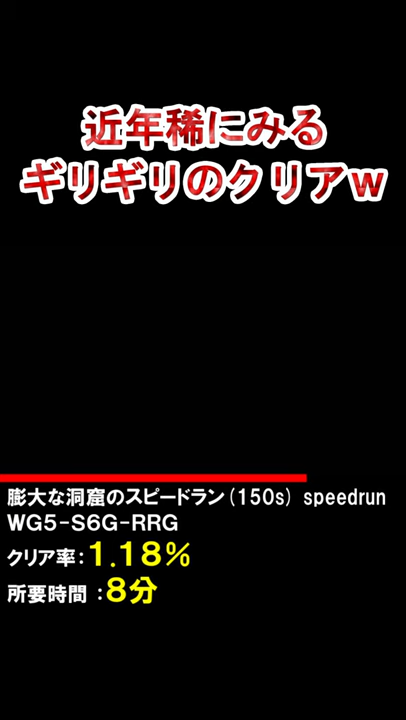 近年稀にみる
ギリギリのクリアw
膨大な洞窟のスピードラン(150s) speedrun
WG5-S6G-RRG
クリア率:1.18%
所要時間 :8分